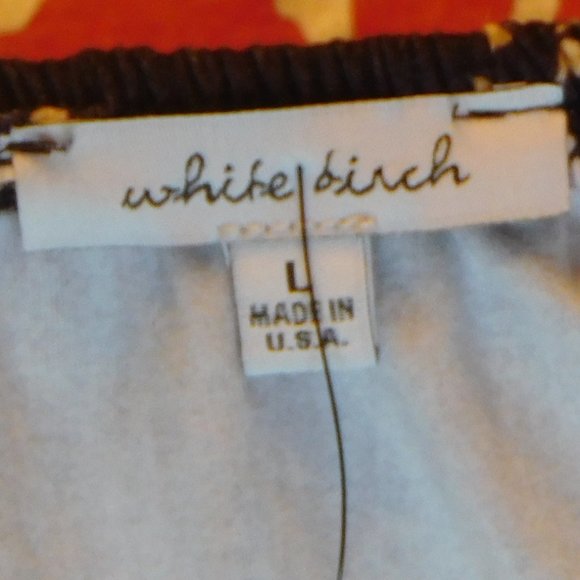 white birch
L
MADE IN
U.S.A.